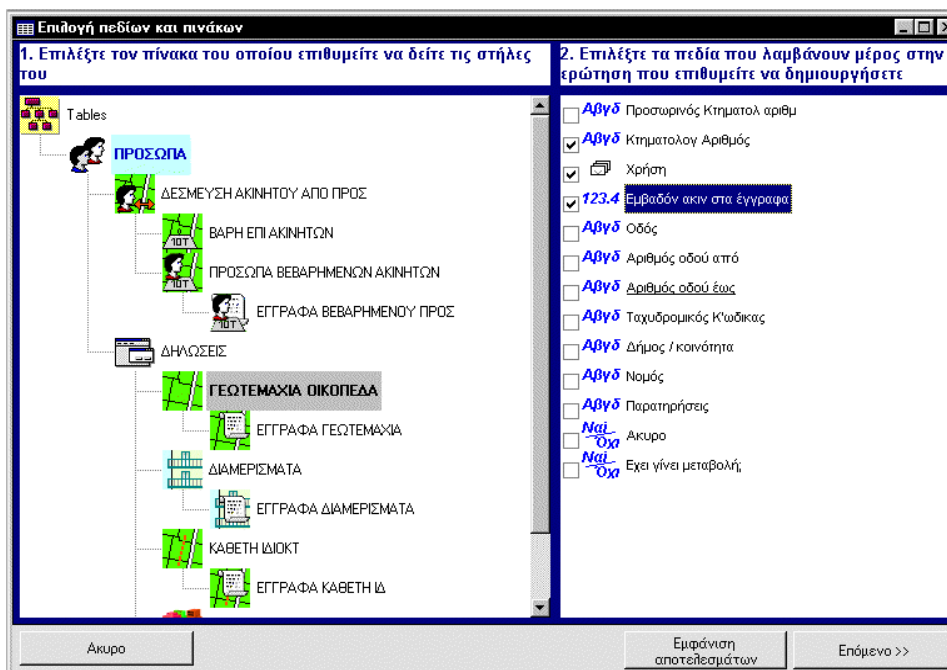 Επιλογή πεδίων και πινάκων
1. Επιλέξτε τον πίνακα του οποίου επιθυμείτε να δείτε τις στήλες
του
2. Επιλέξτε τα πεδία που λαμβάνουν μέρος στην
ερώτηση που επιθυμείτε να δημιουργήσετε
Tables
ΠΡΟΣΩΠΑ
ΔΕΣΜΕΥΣΗ ΑΚΙΝΗΤΟΥ ΑΠΟ ΠΡΟΣ
ΒΑΡΗ ΕΠΙ ΑΚΙΝΗΤΩΝ
10T
ΠΡΟΣΩΠΑ ΒΕΒΑΡΗΜΕΝΩΝ ΑΚΙΝΗΤΩΝ
10T
ΕΓΓΡΑΦΑ ΒΕΒΑΡΗΜΕΝΟΥ ΠΡΟΣ
10T
ΔΗΛΩΣΕΙΣ
ΓΕΩΤΕΜΑΧΙΑ ΟΙΚΟΠΕΔΑ
ΕΓΓΡΑΦΑ ΓΕΩΤΕΜΑΧΙΑ
ΔΙΑΜΕΡΙΣΜΑΤΑ
ΕΓΓΡΑΦΑ ΔΙΑΜΕΡΙΣΜΑΤΑ
ΚΑΘΕΤΗ ΙΔΙΟΚΤ
ΕΓΓΡΑΦΑ ΚΑΘΕΤΗ ΙΔ
Αβγδ Προσωρινός Κτηματολ αριθμ
Αβγδ Κτηματολογ Αριθμός
Χρήση
123.4 Εμβαδόν ακιν στα έγγραφα
Αβγδ Οδός
Αβγδ Αριθμός οδού από
Αβγδ Αριθμός οδού έως
Αβγδ Ταχυδρομικός Κ'ωδικας
Αβγδ Δήμος / κοινότητα
Αβγδ Νομός
Αβγδ Παρατηρήσεις
Ναί Όχι Ακυρο
Ναί Όχι Εχει γίνει μεταβολή;
Ακυρο
Εμφάνιση
αποτελεσμάτων
Επόμενο >>